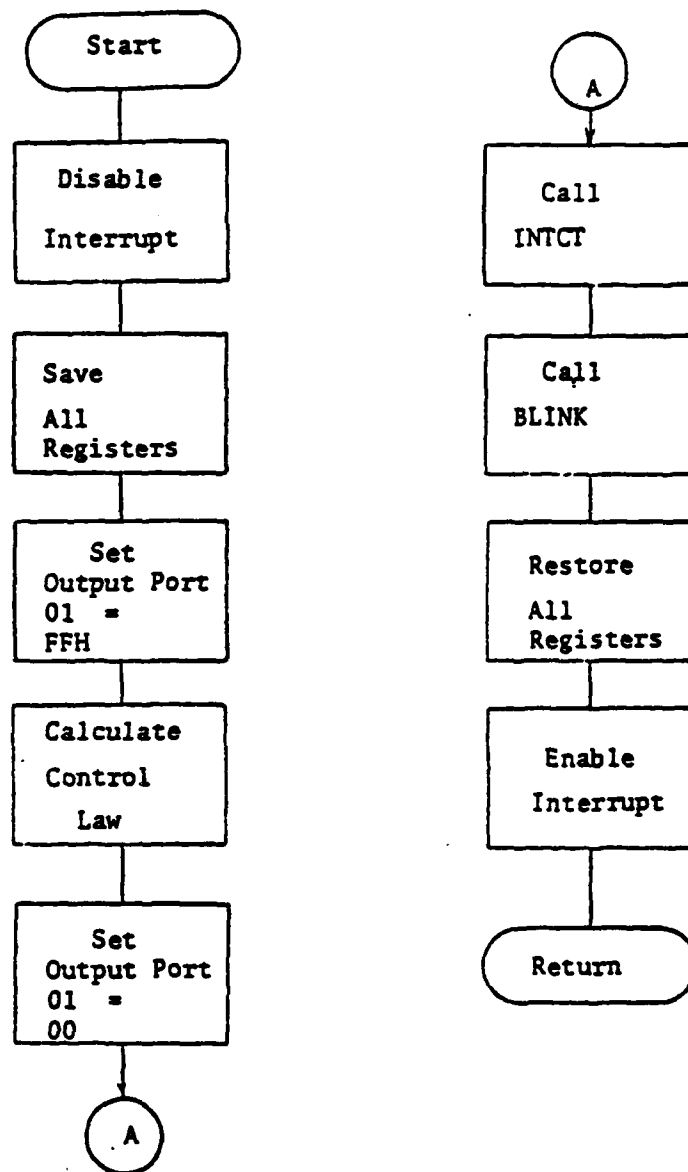 Start
Disable
Interrupt
Save
All
Registers
Set
Output Port
01 =
FFH
Calculate
Control
Law
Set
Output Port
01 =
00
A
A
Call
INTCT
Call
BLINK
Restore
All
Registers
Enable
Interrupt
Return